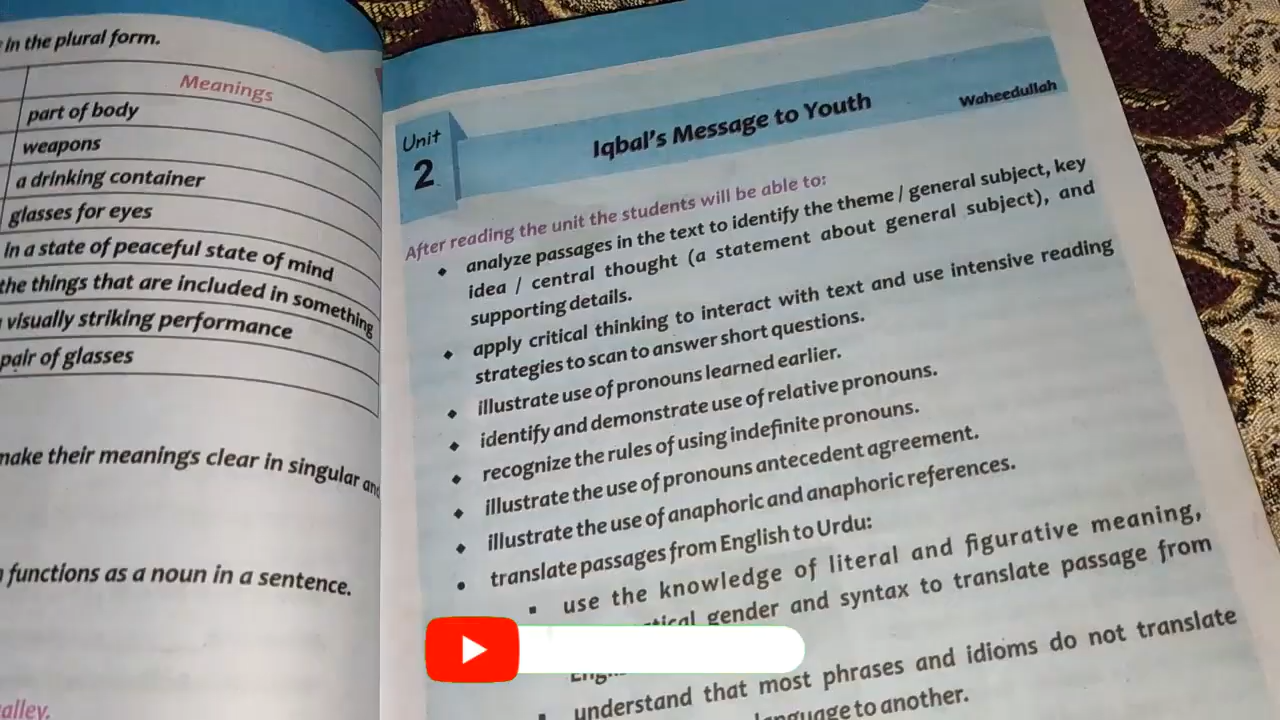 in the plural form.
Meanings
part of body
weapons
a drinking container
glasses for eyes
In a state of peaceful state of mind
the things that are included in something
visually striking performance
pair of glasses
make their meanings clear in singular and
functions as a noun in a sentence.
alley.
Unit
2
Iqbal's Message to Youth
Waheedullah
After reading the unit the students will be able to:
◆ analyze passages in the text to identify the theme / general subject, key
idea / central thought (a statement about general subject), and
supporting details.
◆ apply critical thinking to interact with text and use intensive reading
strategies to scan to answer short questions.
◆ illustrate use of pronouns learned earlier.
◆ identify and demonstrate use of relative pronouns.
◆ recognize the rules of using indefinite pronouns.
◆ illustrate the use of pronouns antecedent agreement.
◆ illustrate the use of anaphoric and anaphoric references.
• translate passages from English to Urdu:
▪ use the knowledge of literal and figurative meaning,
gender and syntax to translate passage from
▪ understand that most phrases and idioms do not translate
language to another.